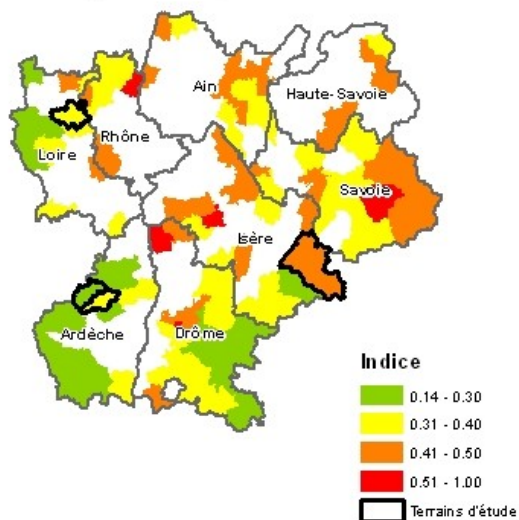 Ain
Haute-Savoie
Rhône
Loire
Savoie
Isère
Ardèche
Drôme
Indice
0.14 - 0.30
0.31 - 0.40
0.41 - 0.50
0.51 - 1.00
Terrains d'étude